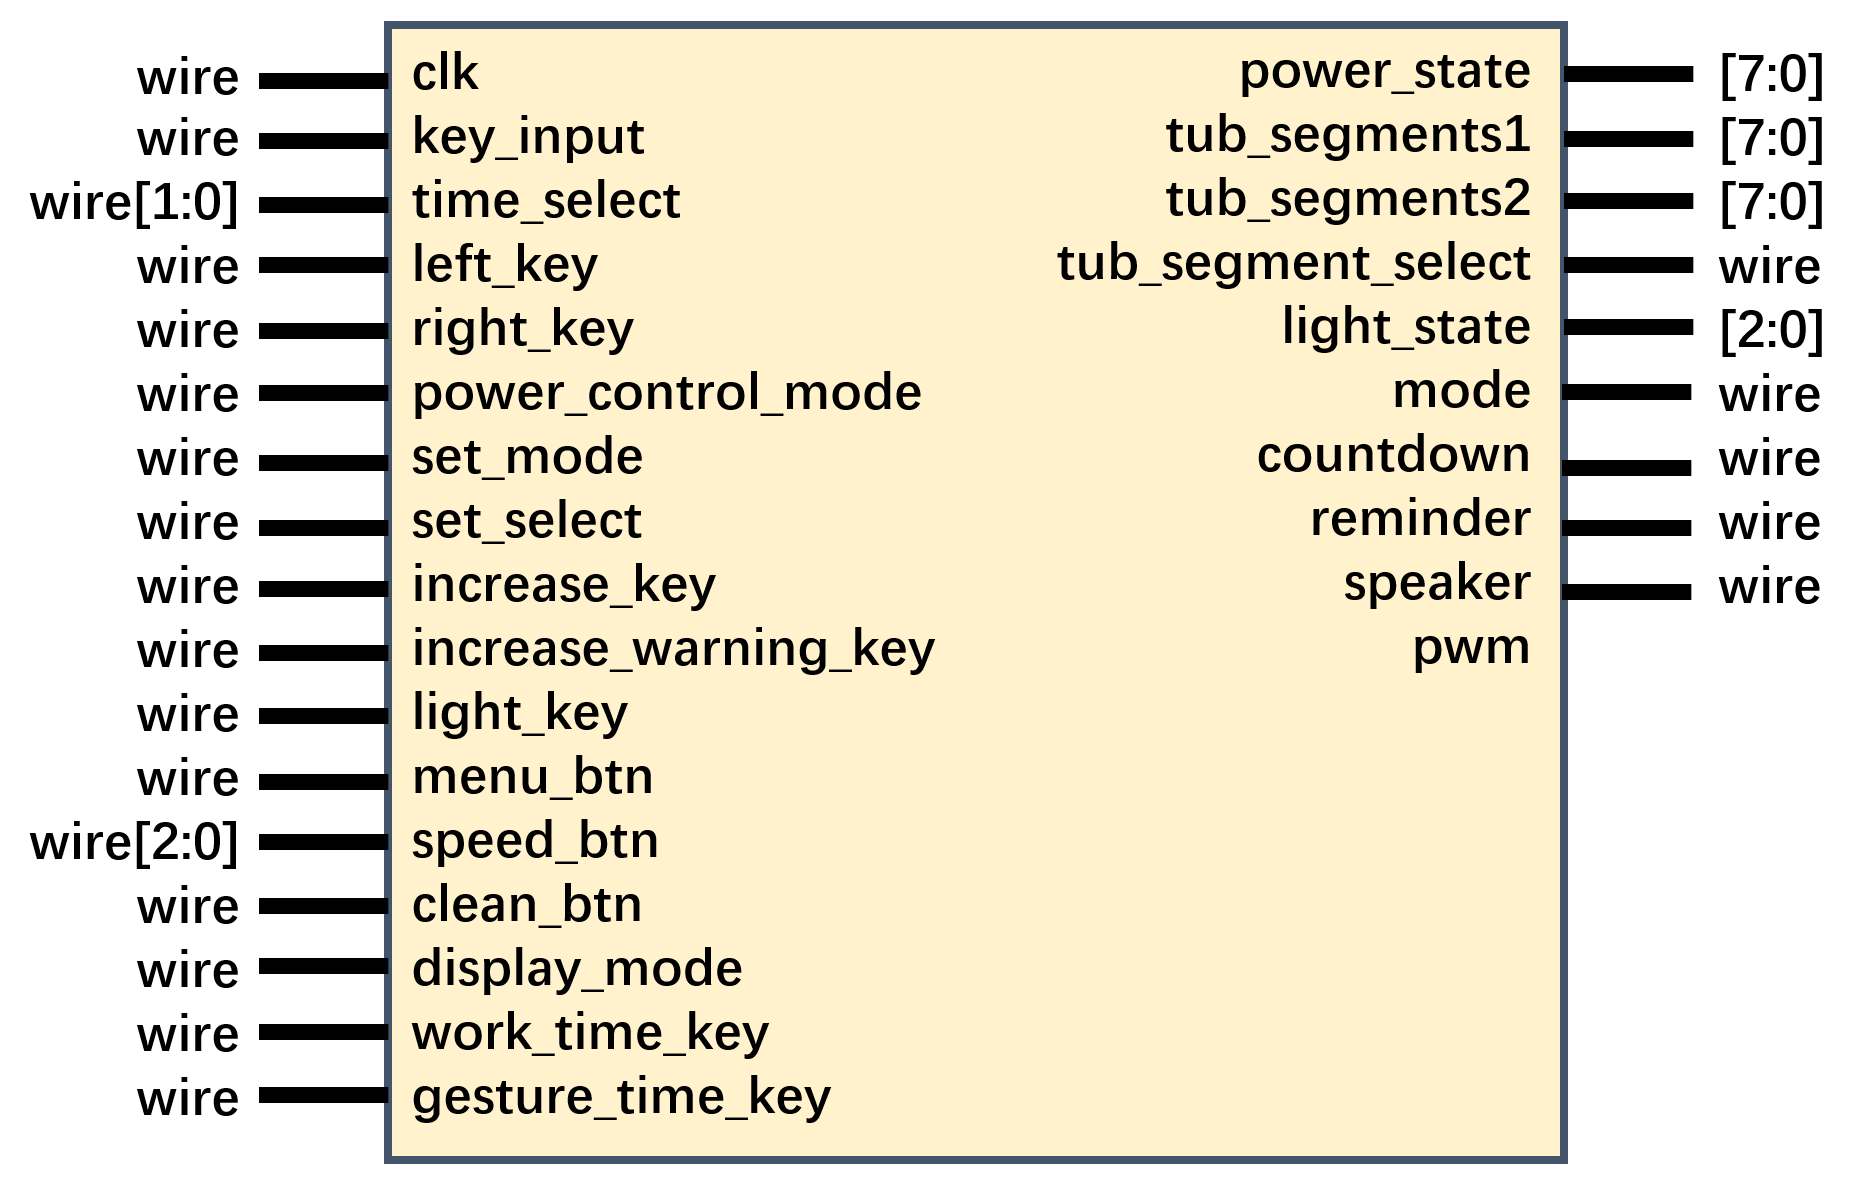 wire clk power_state [7:0]
wire key_input tub_segments1 [7:0]
wire[1:0] time_select tub_segments2 [7:0]
wire left_key tub_segment_select wire
wire right_key light_state [2:0]
wire power_control_mode mode wire
wire set_mode countdown wire
wire set_select reminder wire
wire increase_key speaker wire
wire increase_warning_key pwm
wire light_key
wire menu_btn
wire[2:0] speed_btn
wire clean_btn
wire display_mode
wire work_time_key
wire gesture_time_key